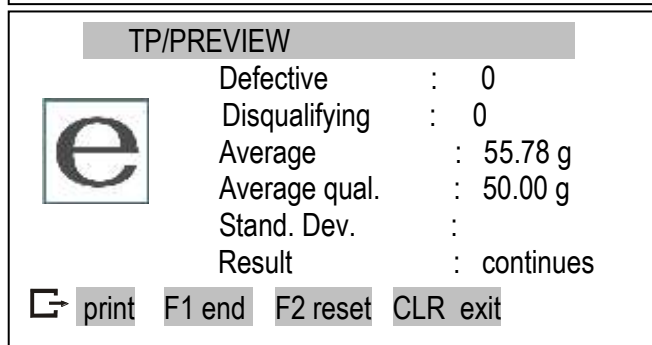 TP/PREVIEW
Defective : 0
Disqualifying : 0
e
Average : 55.78 g
Average qual. : 50.00 g
Stand. Dev. :
Result : continues
print F1 end F2 reset CLR exit